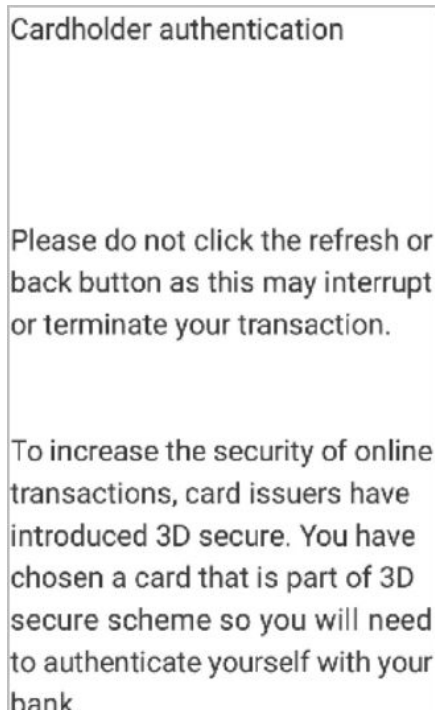 Cardholder authentication
Please do not click the refresh or
back button as this may interrupt
or terminate your transaction.
To increase the security of online
transactions, card issuers have
introduced 3D secure. You have
chosen a card that is part of 3D
secure scheme so you will need
to authenticate yourself with your
bank